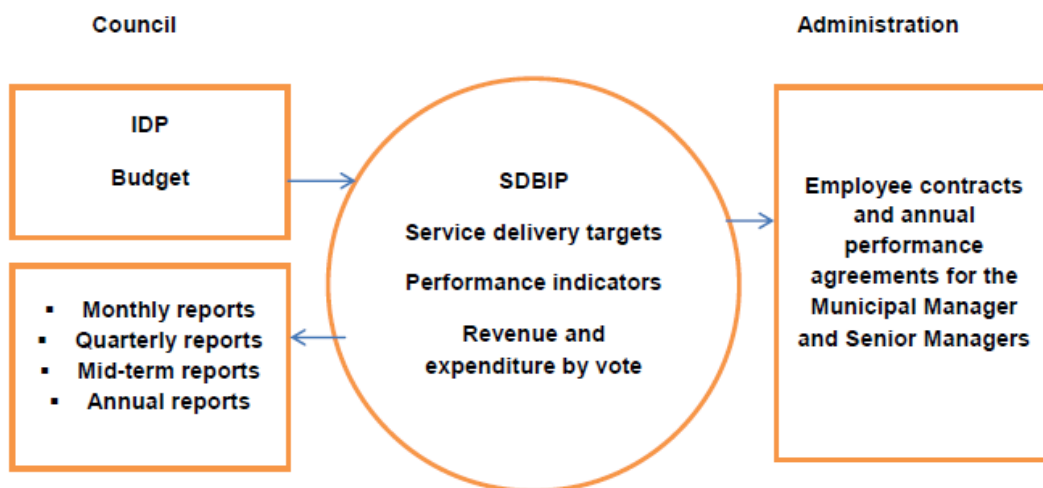 Council
Administration
IDP
Budget
▪ Monthly reports
▪ Quarterly reports
▪ Mid-term reports
▪ Annual reports
SDBIP
Service delivery targets
Performance indicators
Revenue and
expenditure by vote
Employee contracts
and annual
performance
agreements for the
Municipal Manager
and Senior Managers